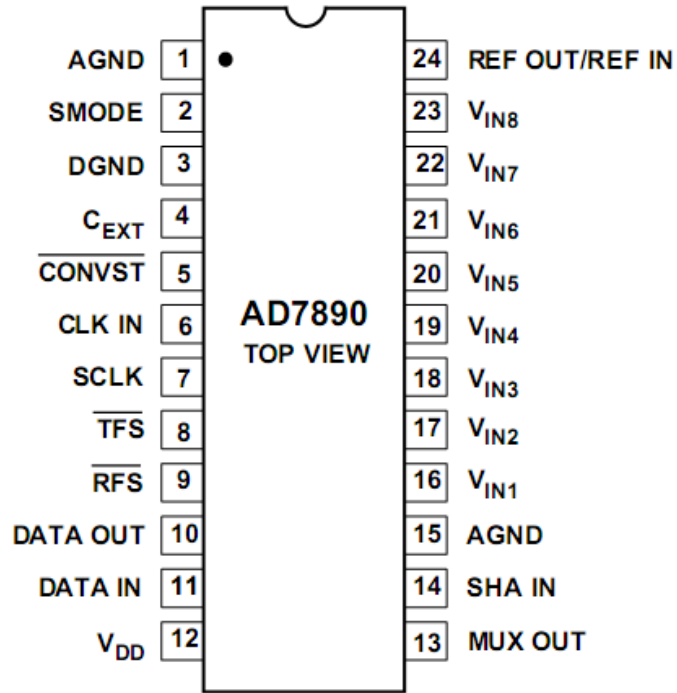 AGND 1 24 REF OUT/REF IN
SMODE 2 23 VIN8
DGND 3 22 VIN7
CEXT 4 21 VIN6
CONVST 5 20 VIN5
CLK IN 6 AD7890 19 VIN4
TOP VIEW
SCLK 7 18 VIN3
TFS 8 17 VIN2
RFS 9 16 VIN1
DATA OUT 10 15 AGND
DATA IN 11 14 SHA IN
VDD 12 13 MUX OUT